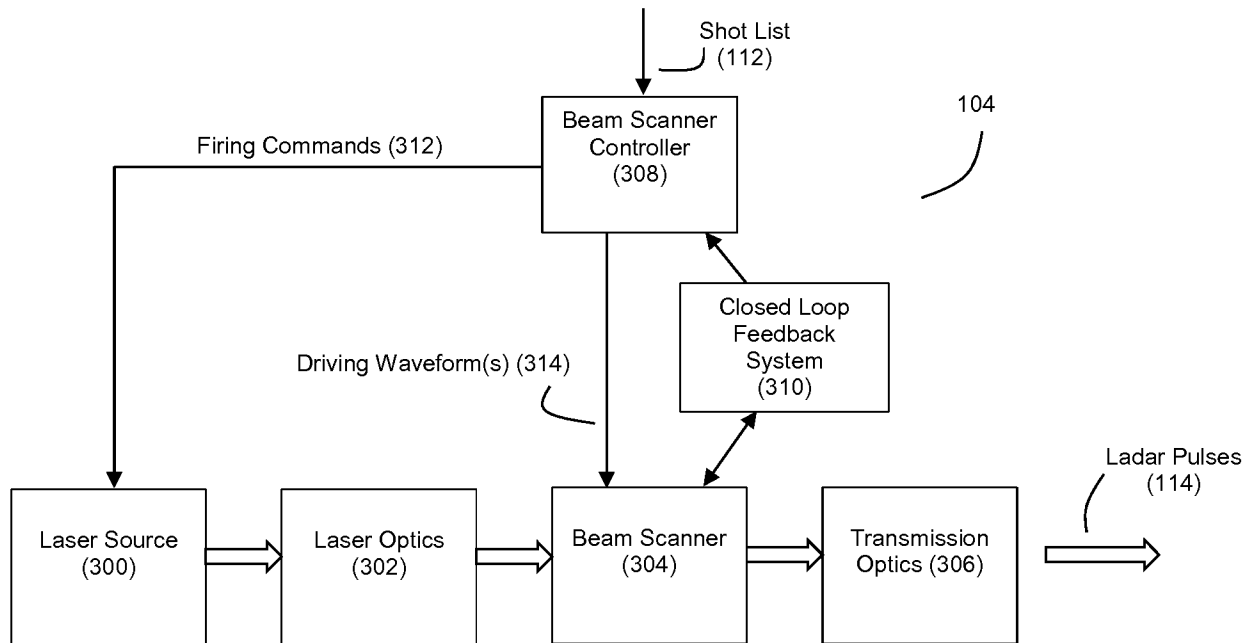 Shot List
(112)
104
Beam Scanner
Controller
(308)
Firing Commands (312)
Closed Loop
Feedback
System
(310)
Driving Waveform(s) (314)
Ladar Pulses
(114)
Laser Source
(300)
Laser Optics
(302)
Beam Scanner
(304)
Transmission
Optics (306)